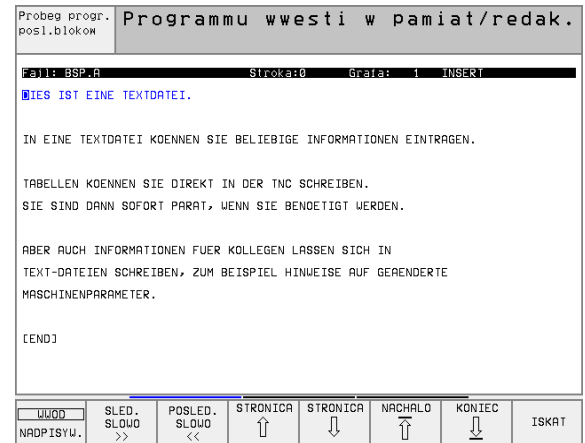 Probeg progr.
posl.blokow
Programmu wwesti w pamiat/redak.
Fajl: BSP.A Stroka:0 Grafa: 1 INSERT
DIES IST EINE TEXTDATEI.
IN EINE TEXTDATEI KOENNEN SIE BELIEBIGE INFORMATIONEN EINTRAGEN.
TABELLEN KOENNEN SIE DIREKT IN DER TNC SCHREIBEN.
SIE SIND DANN SOFORT PARAT, WENN SIE BENOETIGT WERDEN.
ABER AUCH INFORMATIONEN FUER KOLLEGEN LASSEN SICH IN
TEXT-DATEIEN SCHREIBEN, ZUM BEISPIEL HINWEISE AUF GEAENDERTE
MASCHINENPARAMETER.
[END]
WWOD
NADPISYW.
SLED.
SLOWO
>>
POSLED.
SLOWO
<<
STRONICA
STRONICA
NACHALO
KONIEC
ISKAT